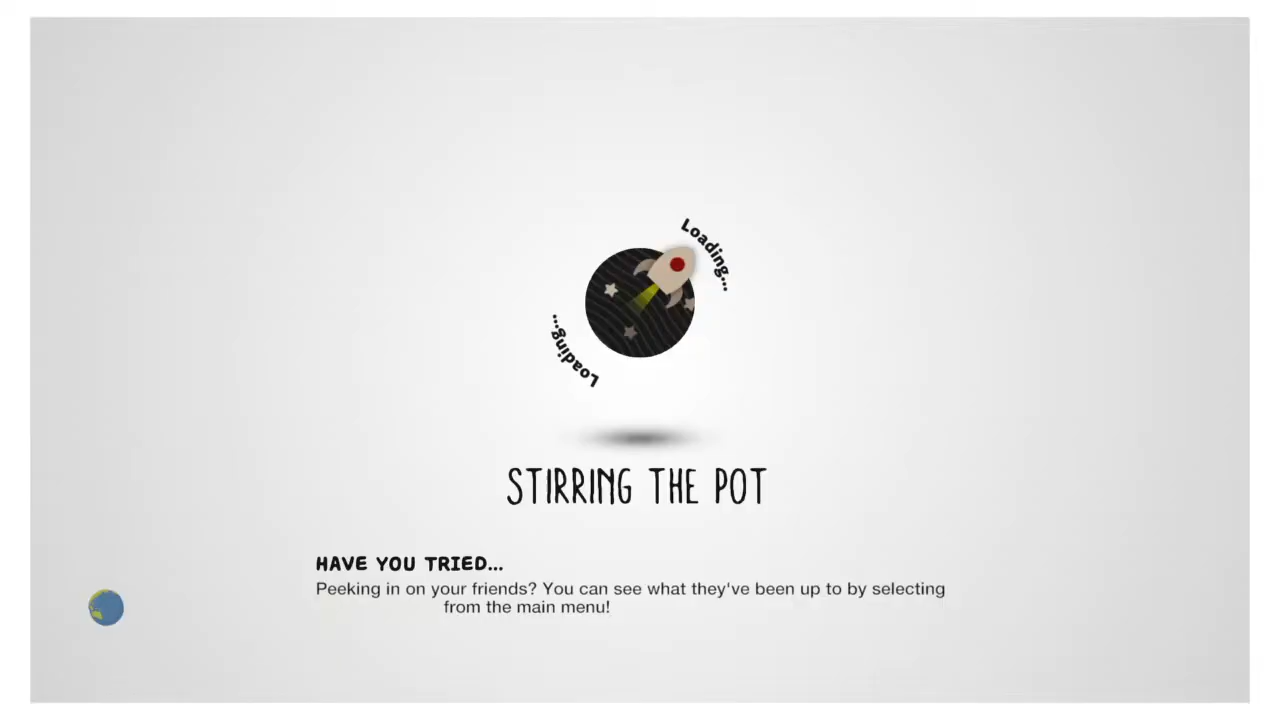 Loading...
Loading...
STIRRING THE POT
HAVE YOU TRIED...
Peeking in on your friends? You can see what they've been up to by selecting
from the main menu!